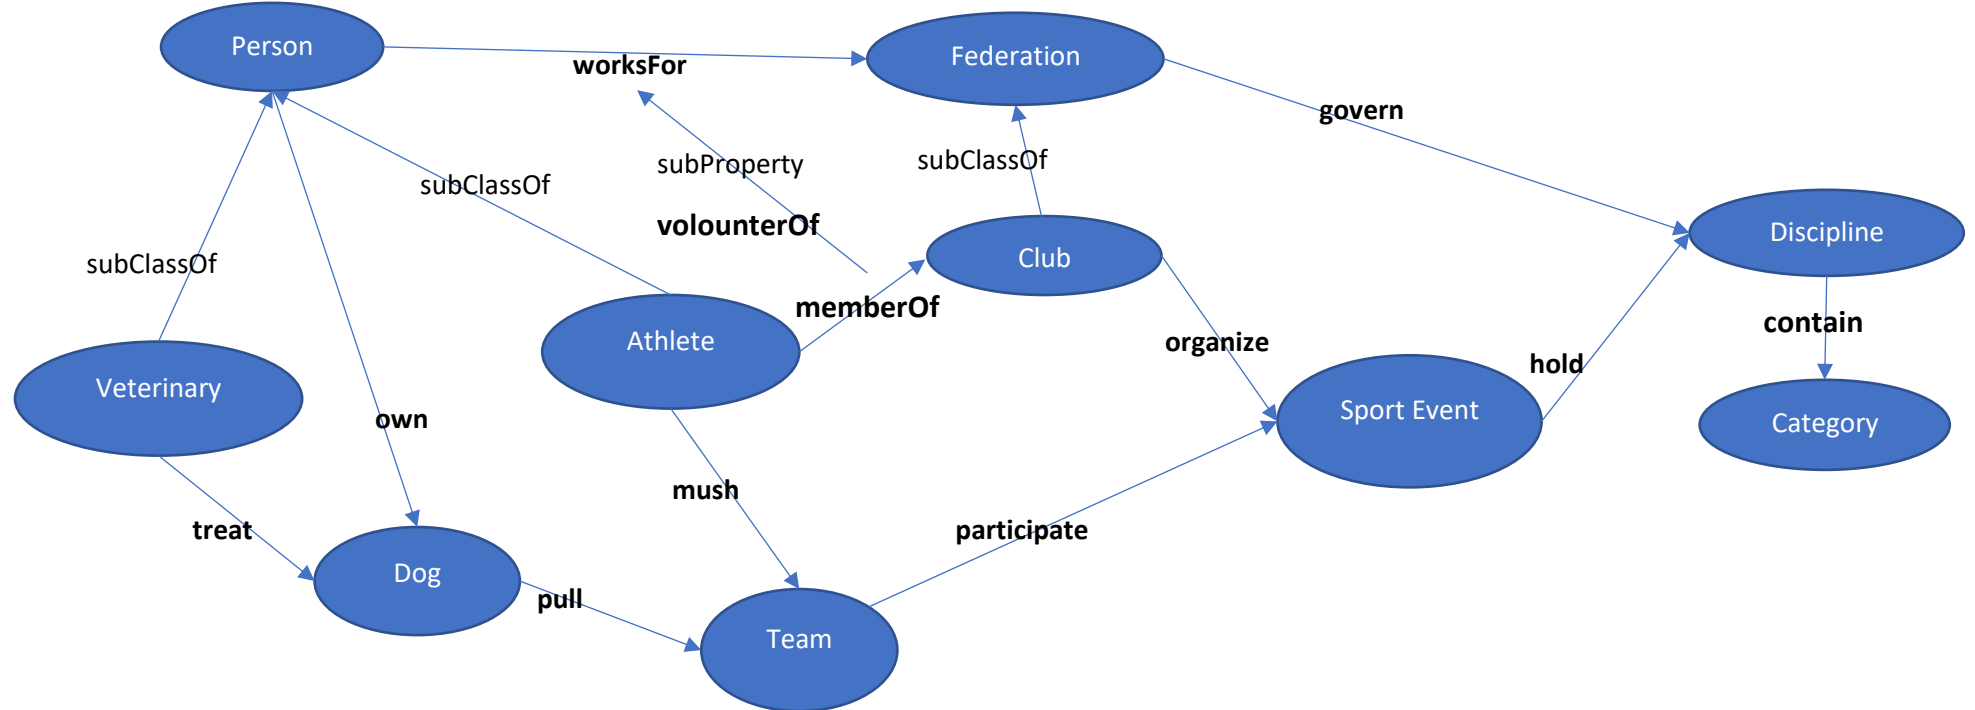 Person
Federation
worksFor
govern
subProperty
subClassOf
subClassOf
volounterOf
Discipline
Club
subClassOf
memberOf
contain
Athlete
organize
hold
Veterinary
Sport Event
Category
own
mush
treat
participate
Dog
pull
Team